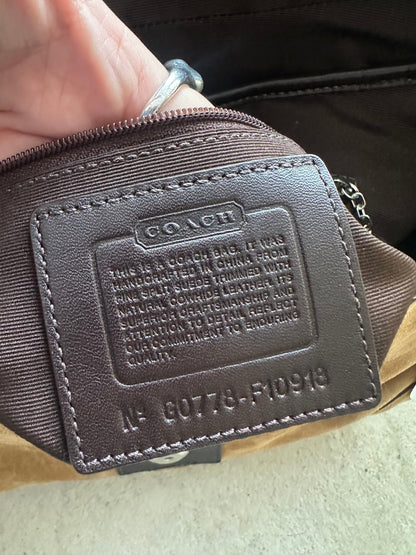 COACH
THIS IS A COACH BAG. IT WAS
HANDCRAFTED IN CHINA FROM
FINE SPLIT SUEDE TRIMMED WITH
NATURAL COWHIDE LEATHER. ITS
SUPERIOR CRAFTSMANSHIP AND
ATTENTION TO DETAIL REFLECT
OUR COMMITMENT TO ENDURING
QUALITY.
Nº G0778-F10918